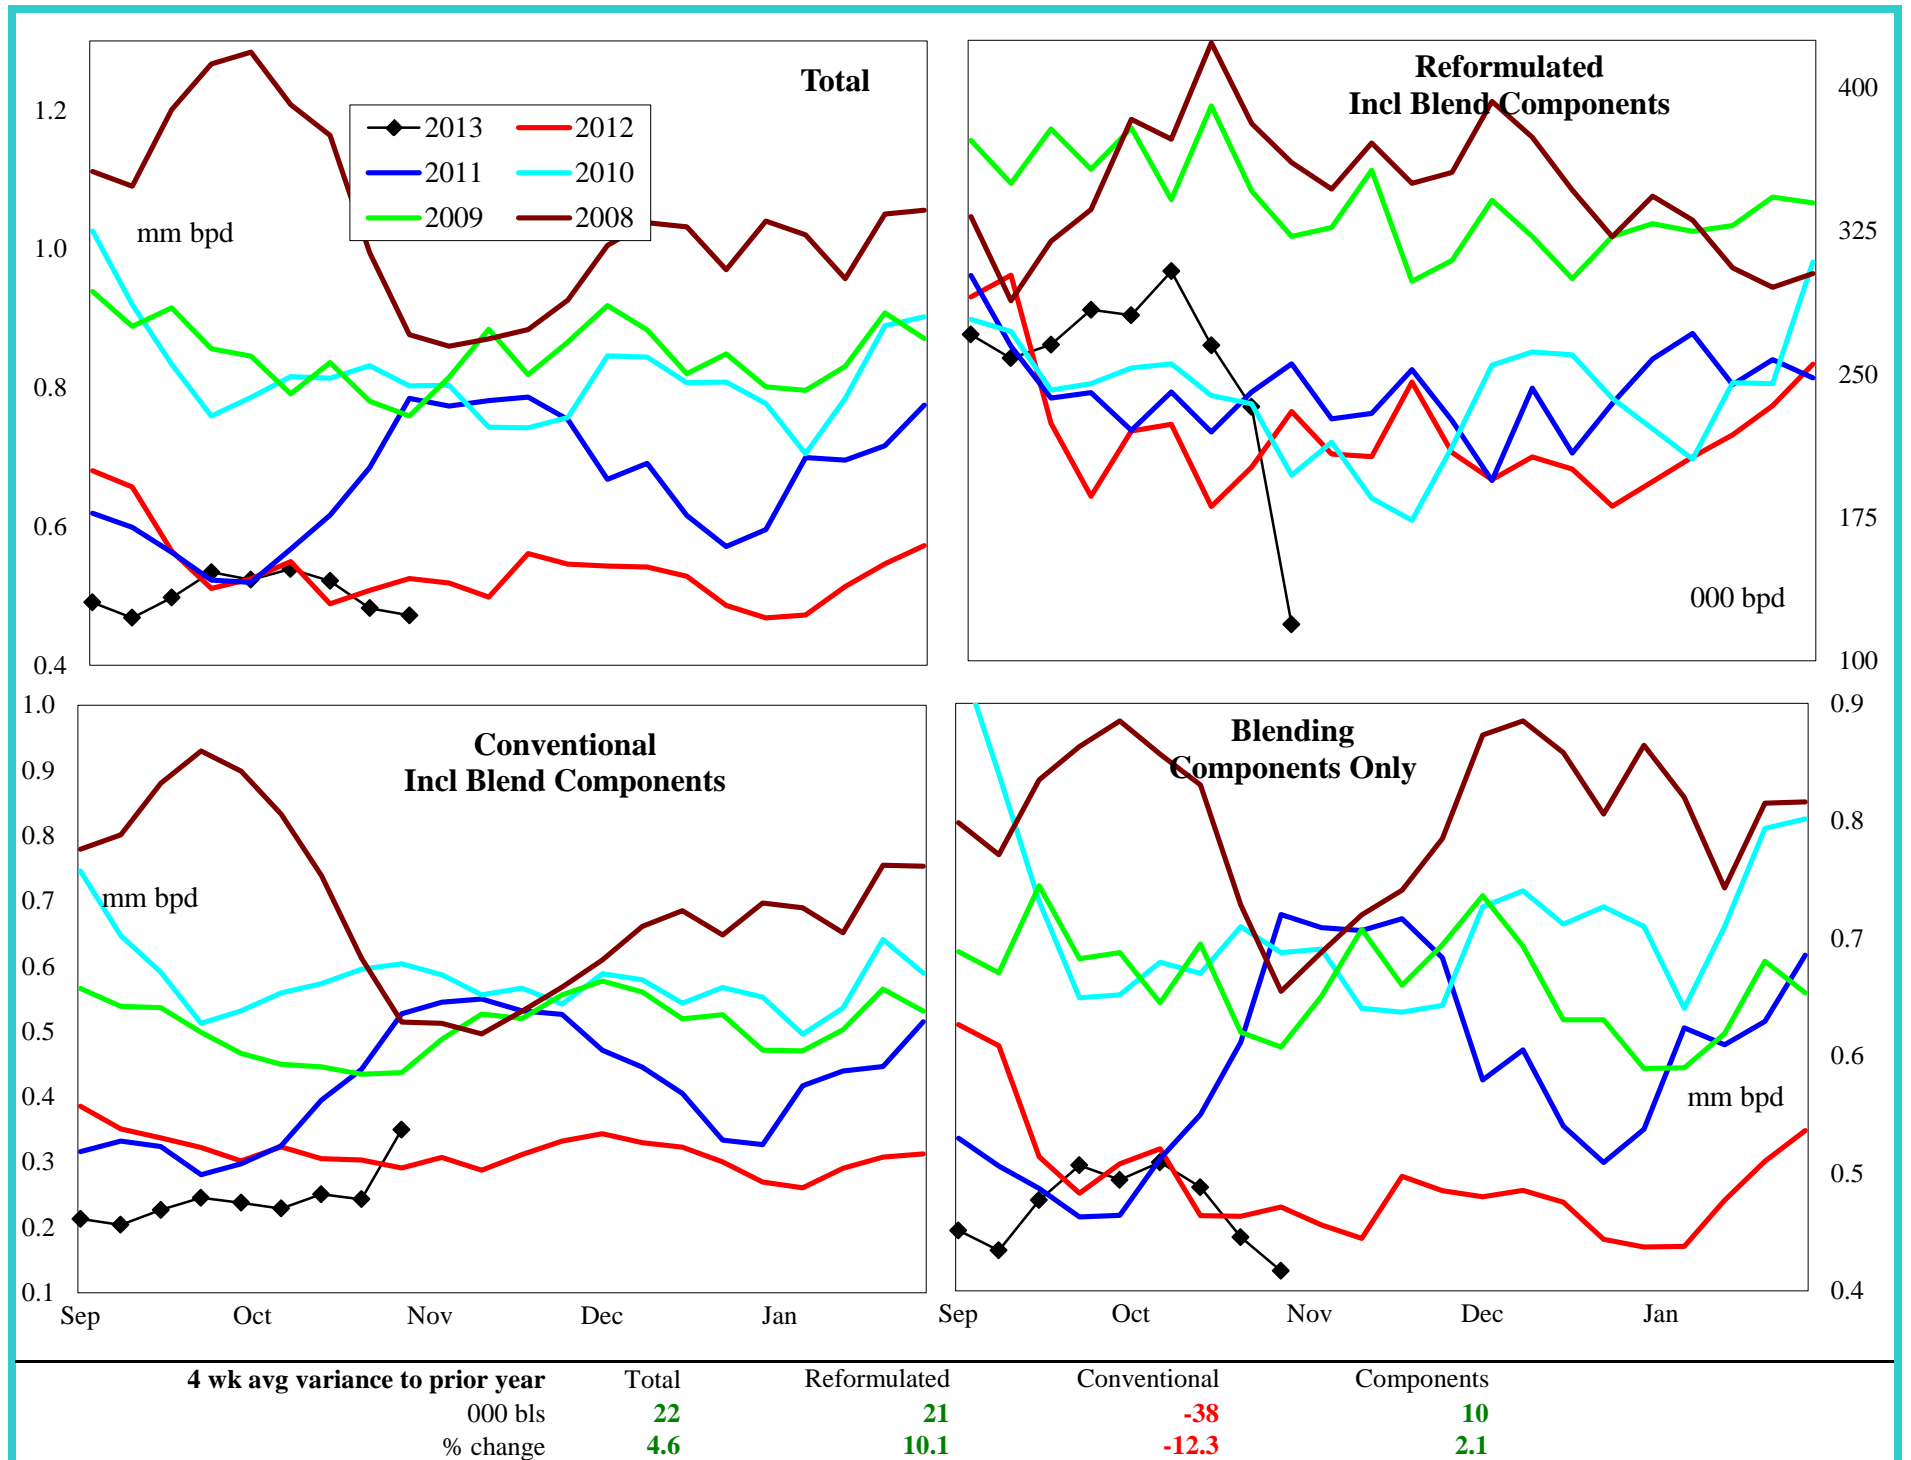 Total
1.2
1.0
0.8
0.6
0.4
mm bpd
2013 2012
2011 2010
2009 2008
Reformulated
Incl Blend Components
400
325
250
175
100
000 bpd
Conventional
Incl Blend Components
1.0
0.9
0.8
0.7
0.6
0.5
0.4
0.3
0.2
0.1
mm bpd
Sep Oct Nov Dec Jan
Blending
Components Only
0.9
0.8
0.7
0.6
0.5
0.4
mm bpd
Sep Oct Nov Dec Jan
4 wk avg variance to prior year Total Reformulated Conventional Components
000 bls 22 21 -38 10
% change 4.6 10.1 -12.3 2.1